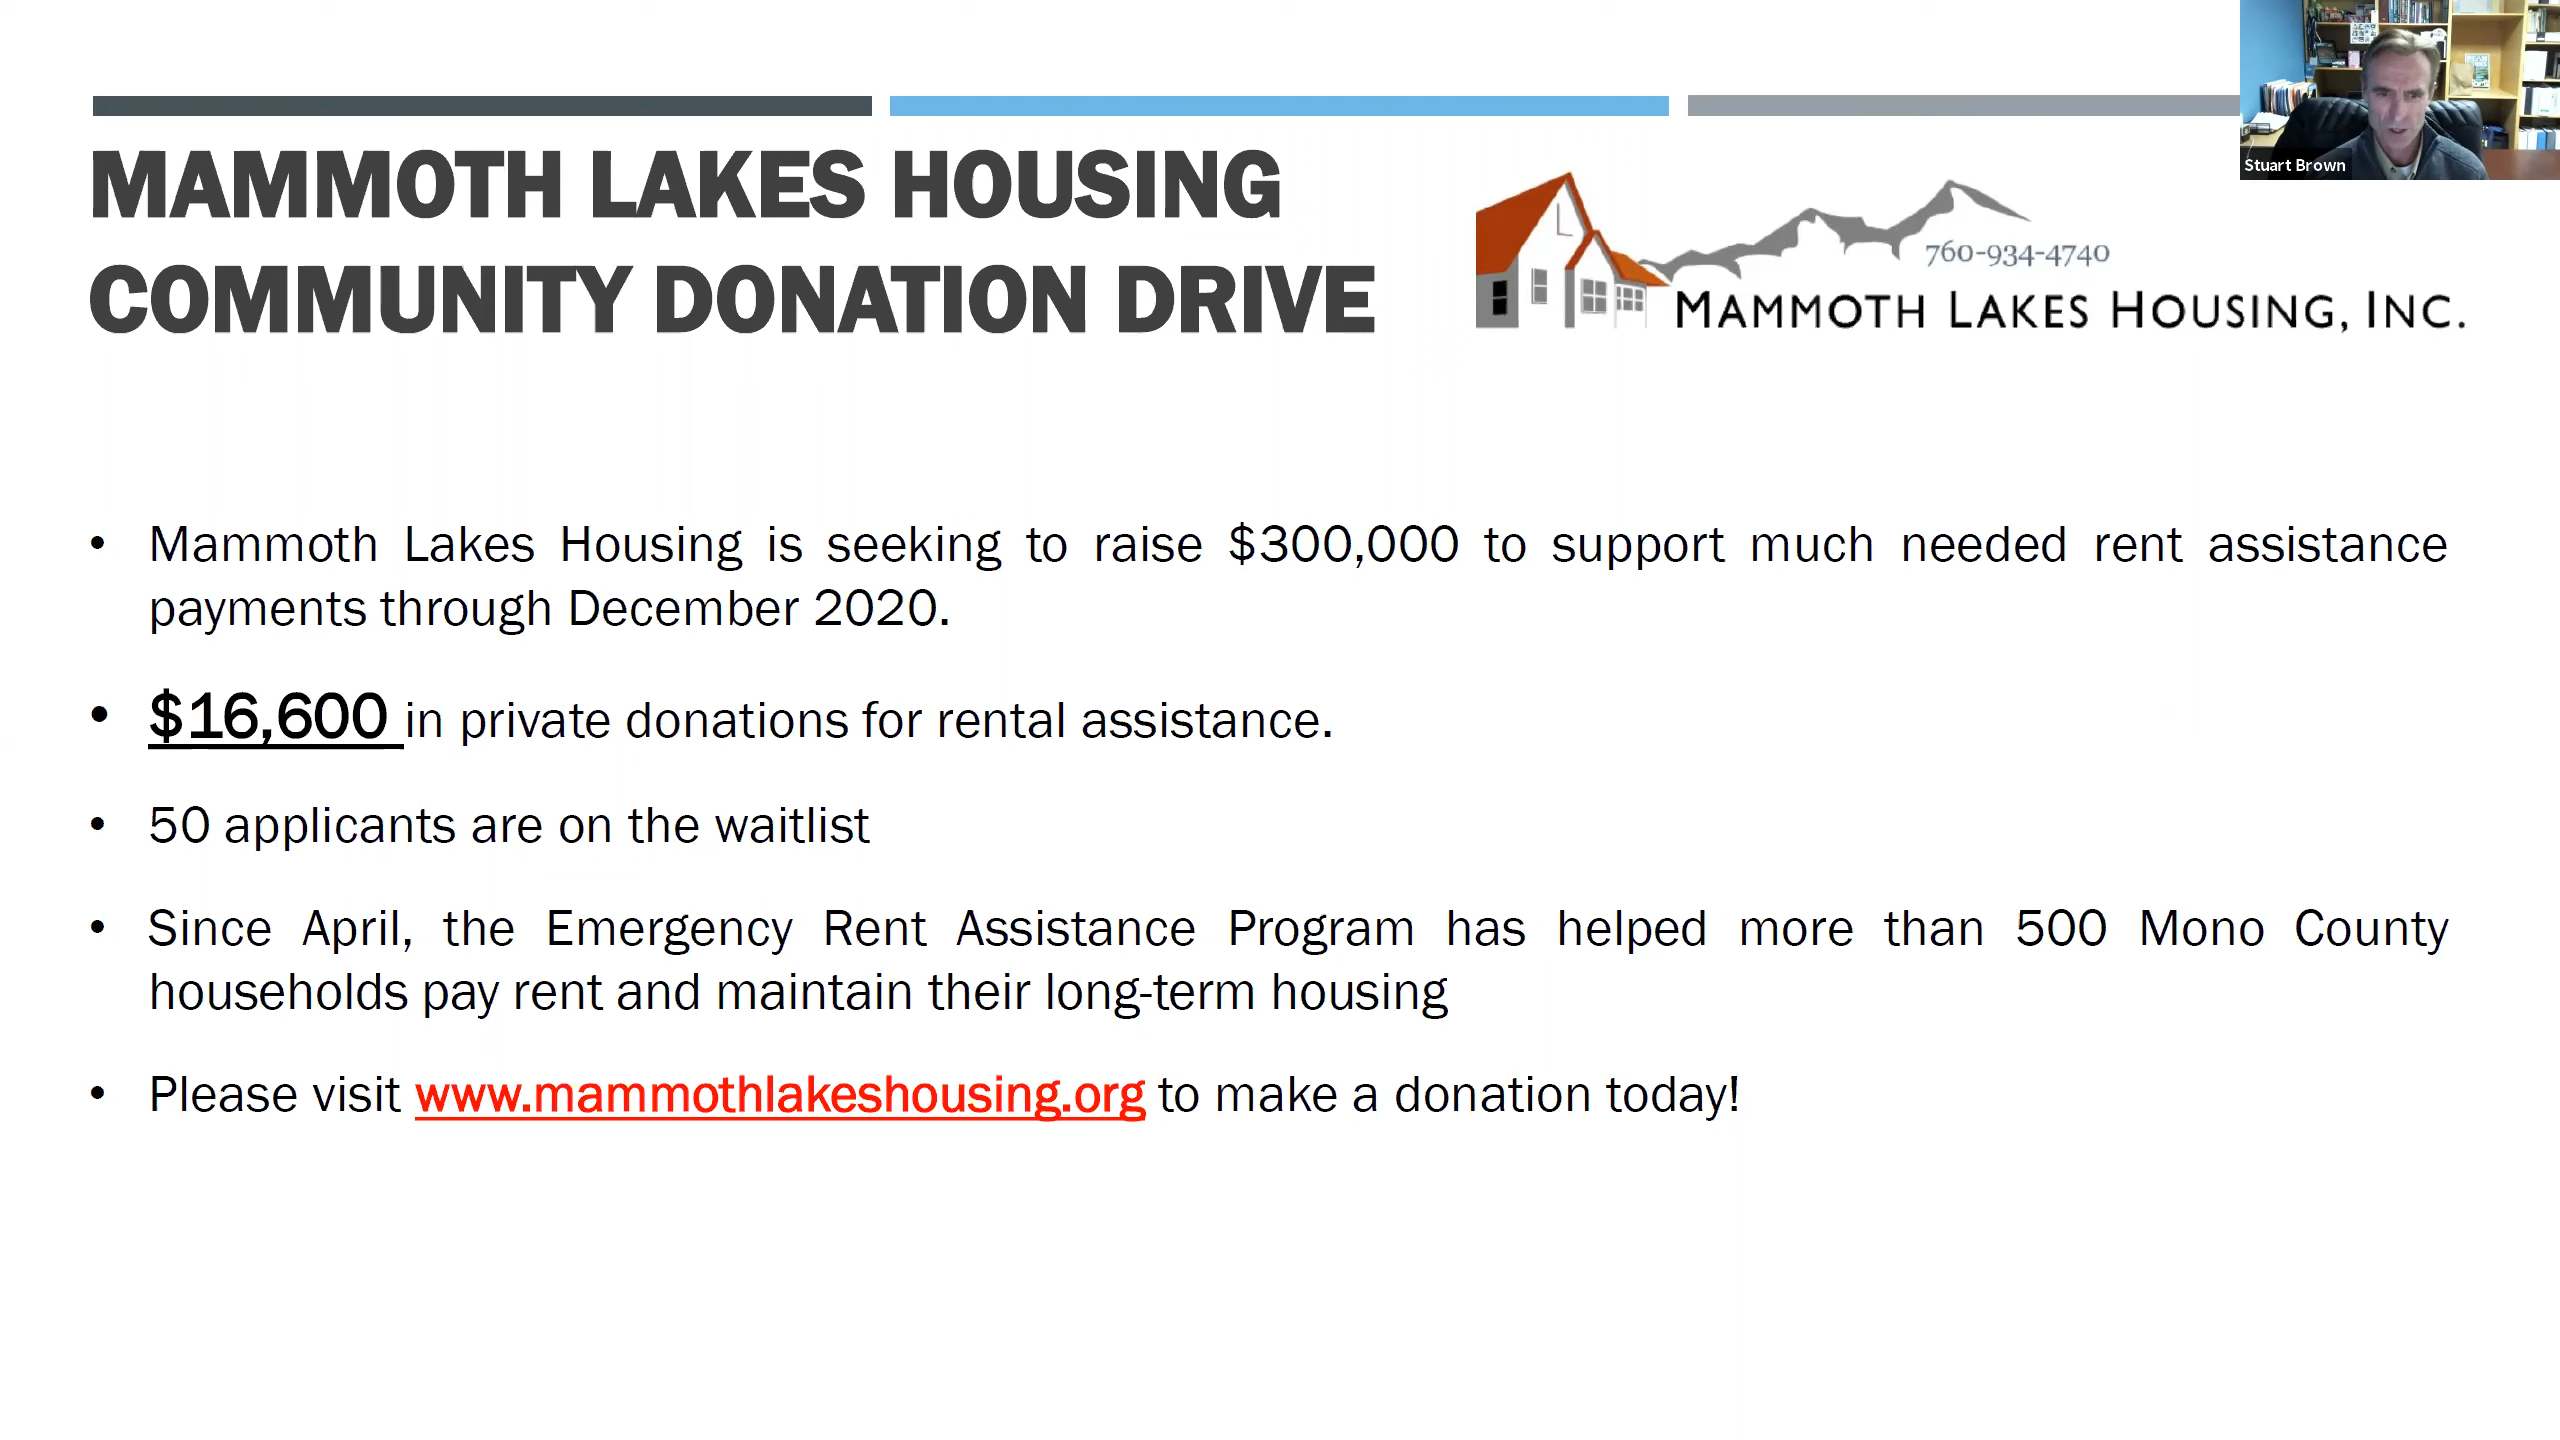 Stuart Brown
MAMMOTH LAKES HOUSING
COMMUNITY DONATION DRIVE
760-934-4740
MAMMOTH LAKES HOUSING, INC.
• Mammoth Lakes Housing is seeking to raise $300,000 to support much needed rent assistance
payments through December 2020.
• $16,600 in private donations for rental assistance.
• 50 applicants are on the waitlist
• Since April, the Emergency Rent Assistance Program has helped more than 500 Mono County
households pay rent and maintain their long-term housing
• Please visit www.mammothlakeshousing.org to make a donation today!